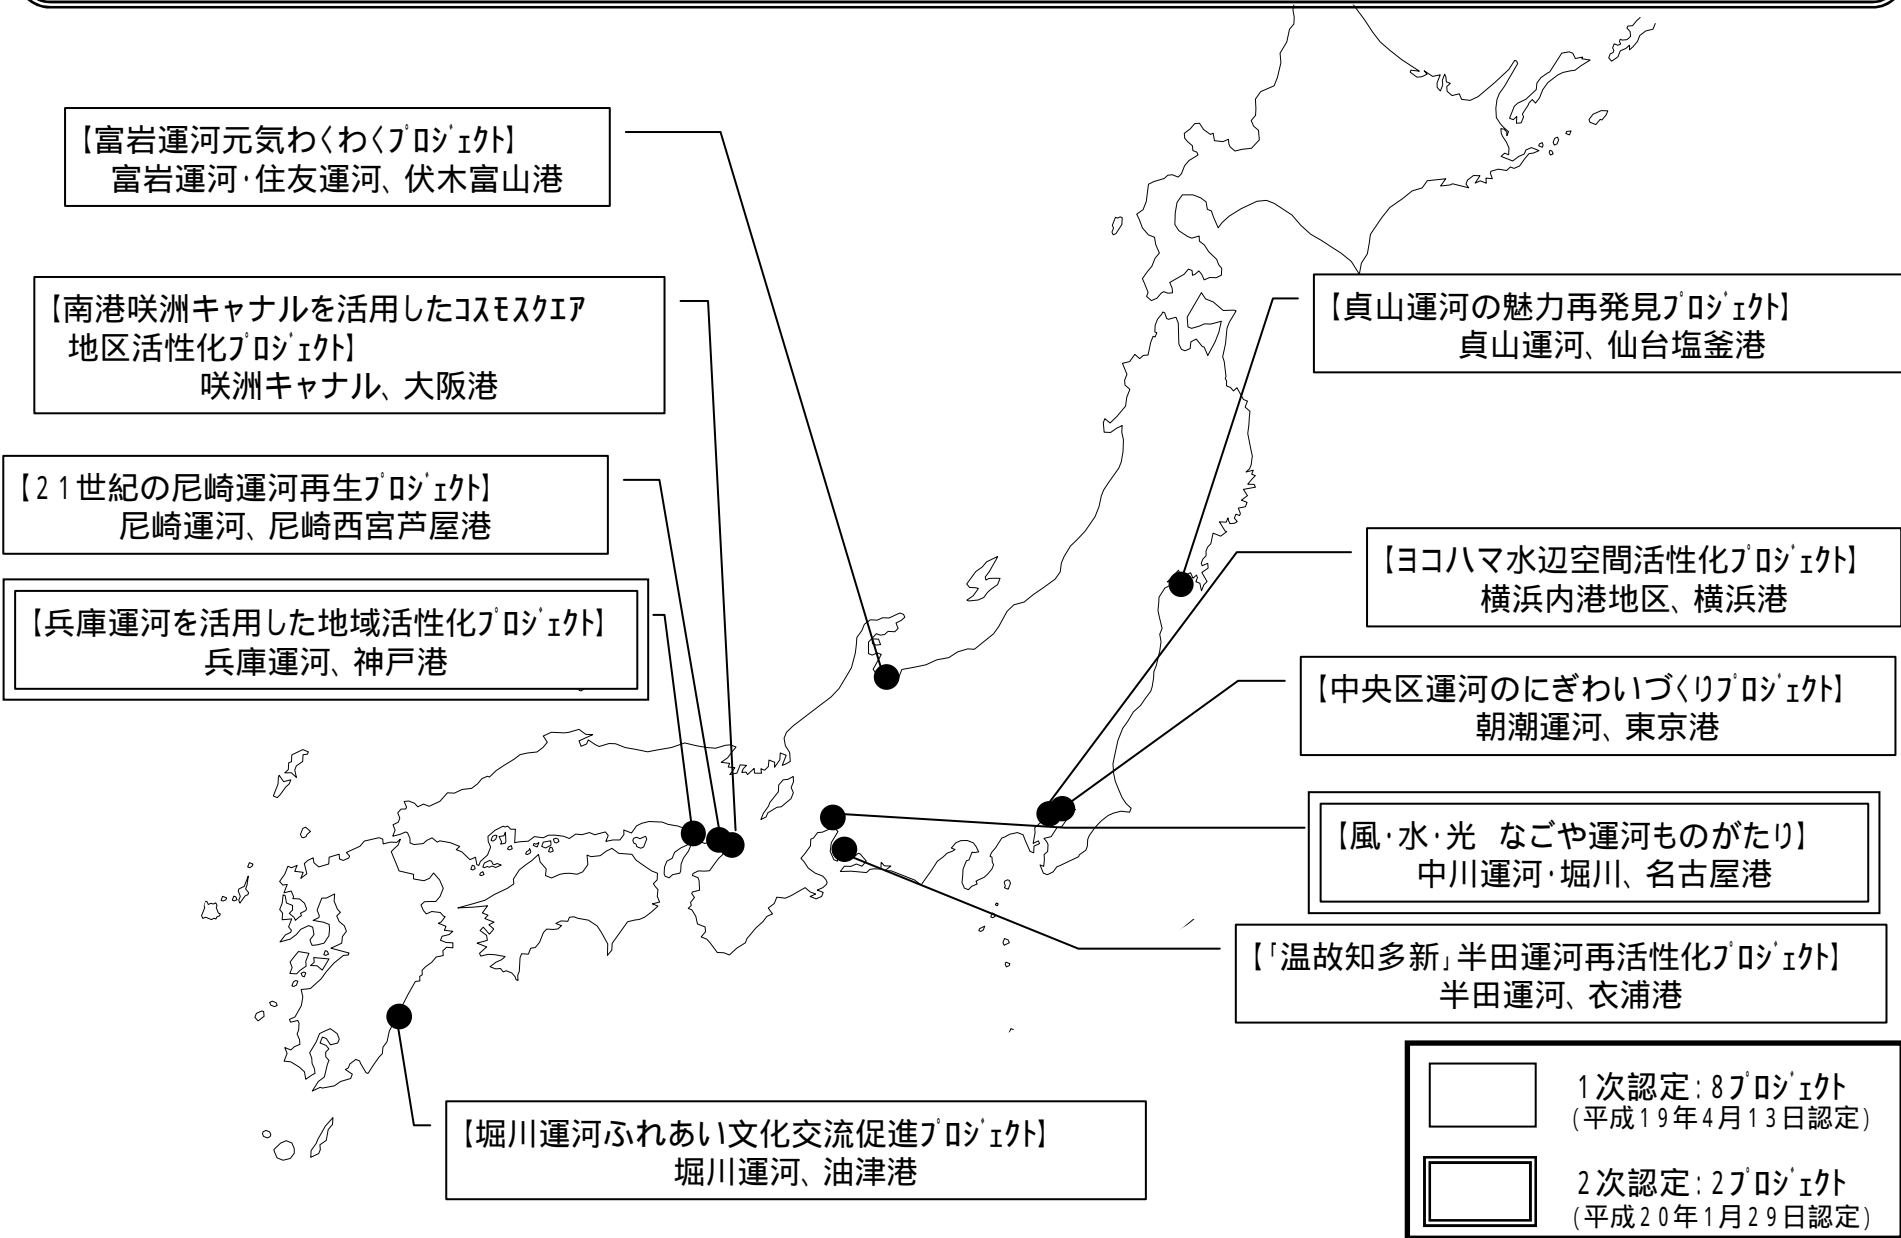 【富岩運河元気わくわくﾌﾟﾛｼﾞｪｸﾄ】
富岩運河・住友運河、伏木富山港
【南港咲洲キャナルを活用したｺｽﾓｽｸｴｱ
地区活性化ﾌﾟﾛｼﾞｪｸﾄ】
咲洲キャナル、大阪港
【21世紀の尼崎運河再生ﾌﾟﾛｼﾞｪｸﾄ】
尼崎運河、尼崎西宮芦屋港
【兵庫運河を活用した地域活性化ﾌﾟﾛｼﾞｪｸﾄ】
兵庫運河、神戸港
【貞山運河の魅力再発見ﾌﾟﾛｼﾞｪｸﾄ】
貞山運河、仙台塩釜港
【ヨコハマ水辺空間活性化ﾌﾟﾛｼﾞｪｸﾄ】
横浜内港地区、横浜港
【中央区運河のにぎわいづくりﾌﾟﾛｼﾞｪｸﾄ】
朝潮運河、東京港
【風・水・光　なごや運河ものがたり】
中川運河・堀川、名古屋港
【「温故知多新」半田運河再活性化ﾌﾟﾛｼﾞｪｸﾄ】
半田運河、衣浦港
【堀川運河ふれあい文化交流促進ﾌﾟﾛｼﾞｪｸﾄ】
堀川運河、油津港
1次認定：8ﾌﾟﾛｼﾞｪｸﾄ
（平成19年4月13日認定）
2次認定：2ﾌﾟﾛｼﾞｪｸﾄ
（平成20年1月29日認定）